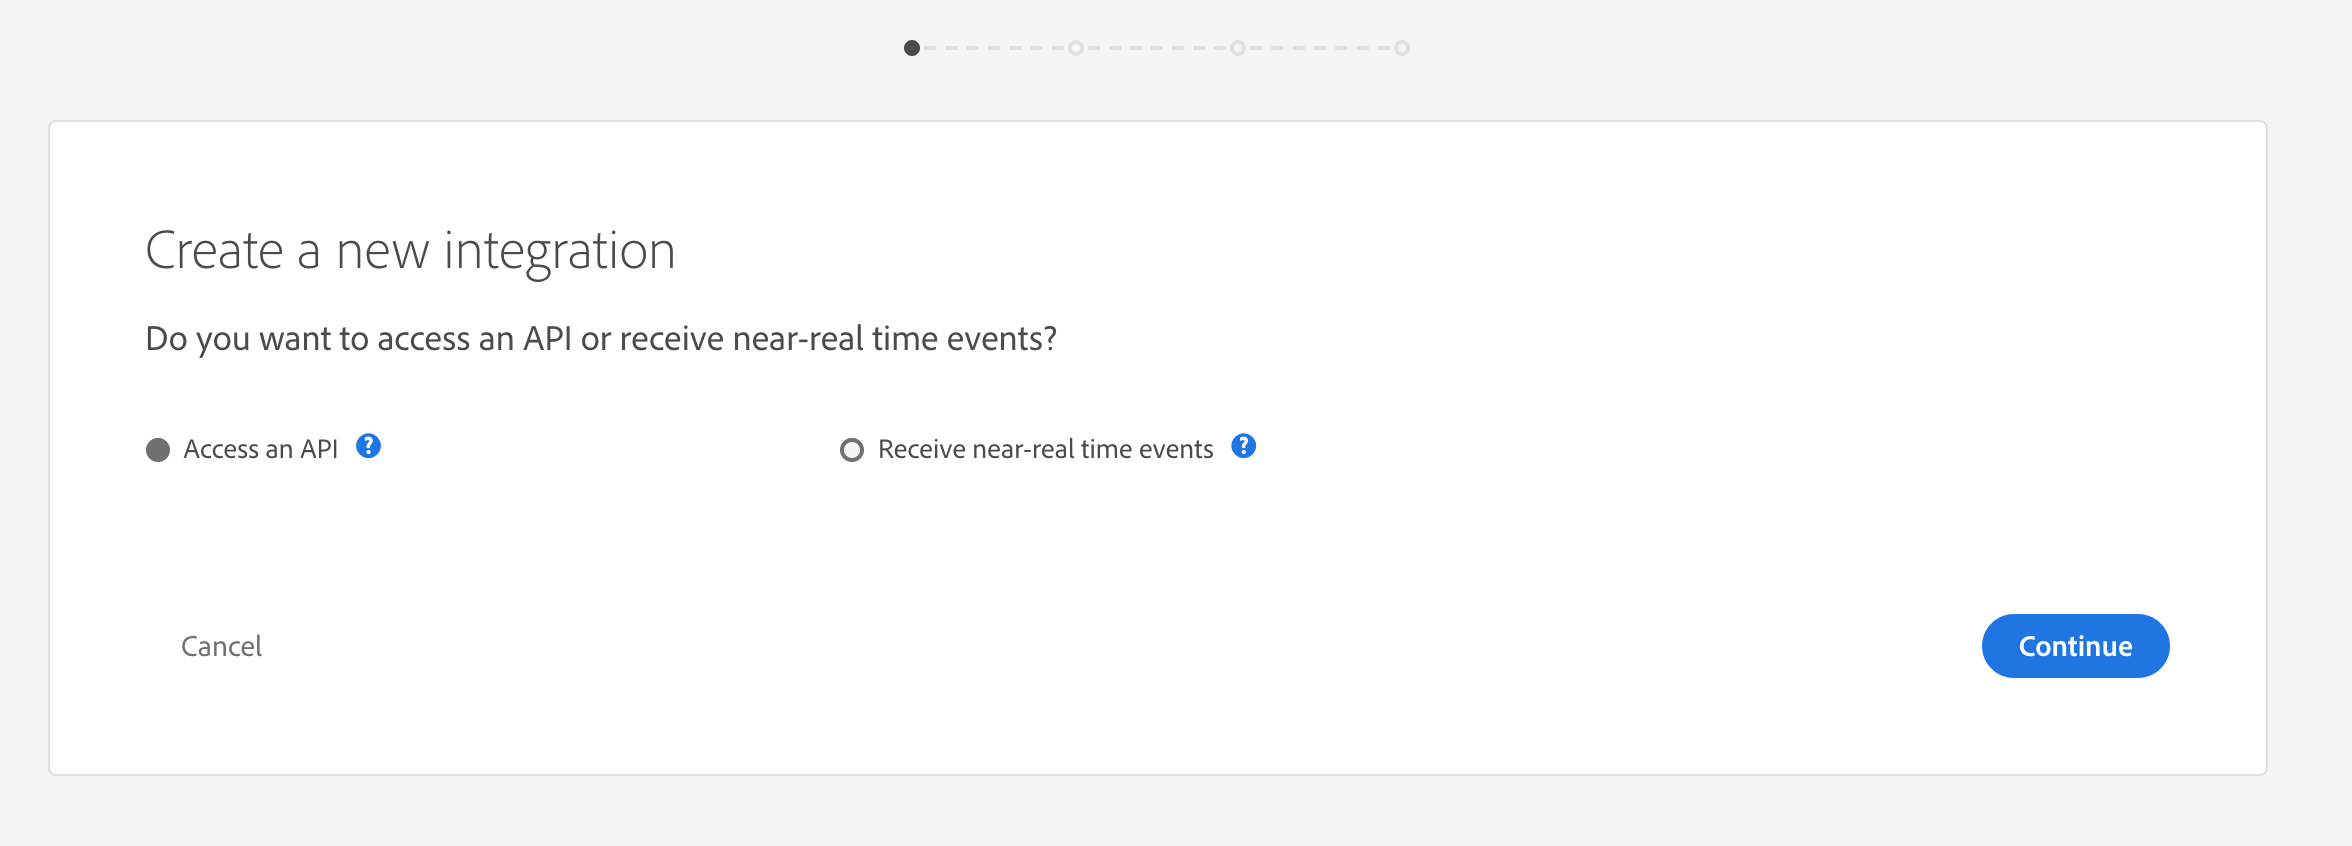 Create a new integration
Do you want to access an API or receive near-real time events?
Access an API ?
Receive near-real time events ?
Cancel
Continue